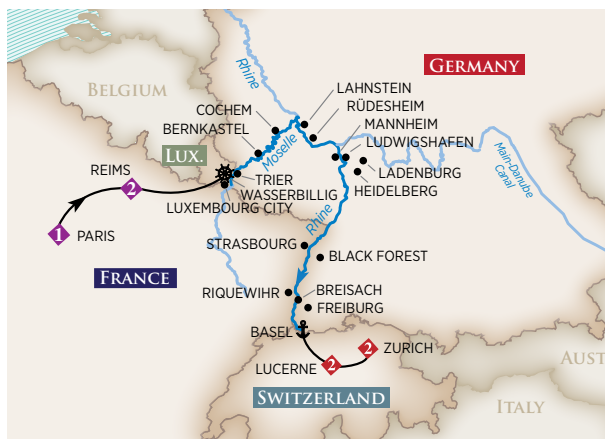 Rhine
GERMANY
BELGIUM
LAHNSTEIN
RÜDESHEIM
COCHEM
MANNHEIM
BERNKASTEL
LUDWIGSHAFEN
Moselle
LUX.
LADENBURG
Main-Danube
Canal
REIMS
2
TRIER
HEIDELBERG
WASSERBILLIG
LUXEMBOURG CITY
1
PARIS
Rhine
STRASBOURG
BLACK FOREST
FRANCE
RIQUEWIHR
BREISACH
FREIBURG
BASEL
2
ZURICH
LUCERNE
2
AUST
SWITZERLAND
ITALY